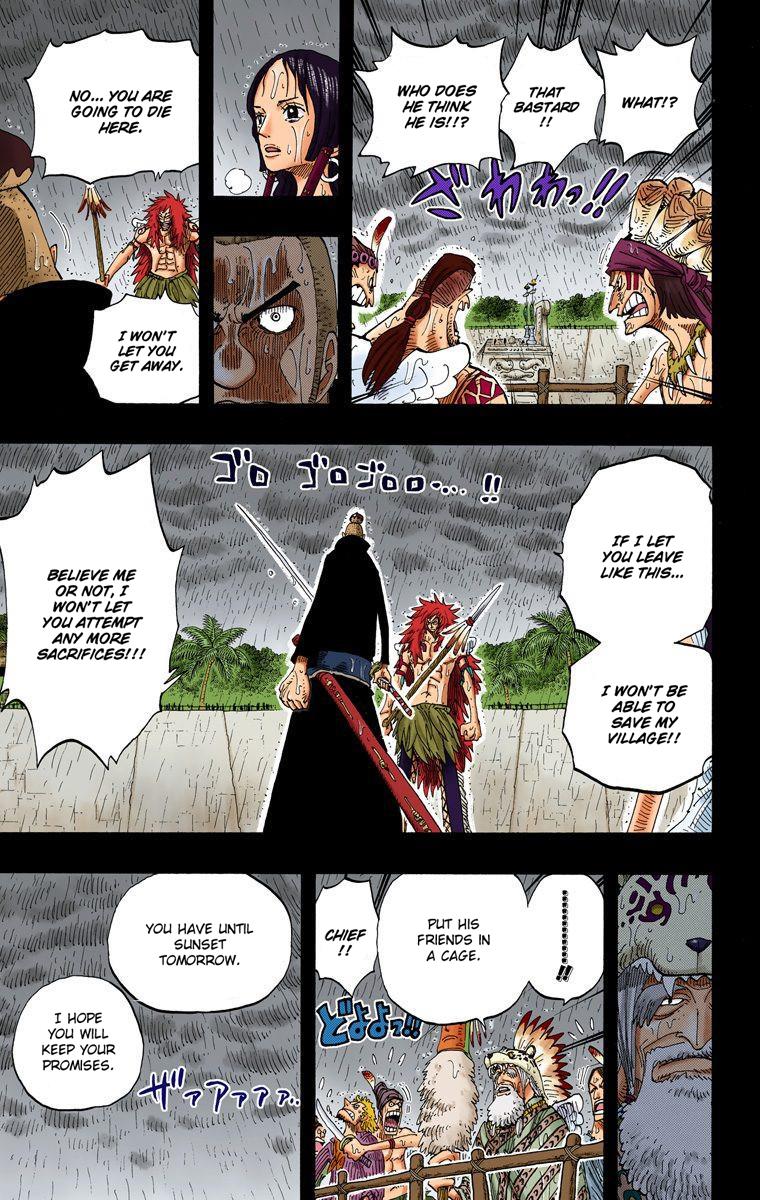 WHAT!?
THAT
BASTARD
!!
WHO DOES
HE THINK
HE IS!!?
ざわわっ!!
NO... YOU ARE
GOING TO DIE
HERE.
I WON'T
LET YOU
GET AWAY.
ゴロ ゴロゴロロ‥‥!!
IF I LET
YOU LEAVE
LIKE THIS...
I WON'T BE
ABLE TO
SAVE MY
VILLAGE!!
BELIEVE ME
OR NOT, I
WON'T LET
YOU ATTEMPT
ANY MORE
SACRIFICES!!!
...........!!
PUT HIS
FRIENDS IN
A CAGE.
CHIEF
!!
どよよっ!!
YOU HAVE UNTIL
SUNSET
TOMORROW.
I HOPE
YOU WILL
KEEP YOUR
PROMISES.
ザァアァアァ‥